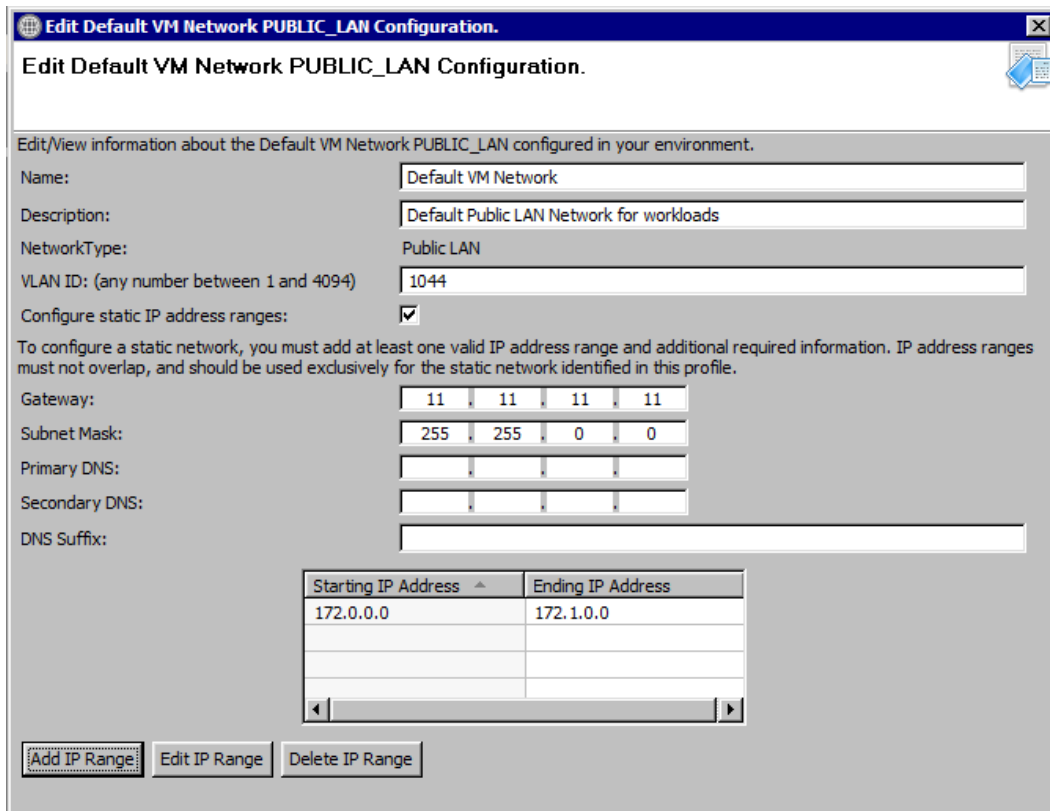 Edit Default VM Network PUBLIC_LAN Configuration.
Edit Default VM Network PUBLIC_LAN Configuration.
Edit/View information about the Default VM Network PUBLIC_LAN configured in your environment.
Name: Default VM Network
Description: Default Public LAN Network for workloads
NetworkType: Public LAN
VLAN ID: (any number between 1 and 4094) 1044
Configure static IP address ranges:
To configure a static network, you must add at least one valid IP address range and additional required information. IP address ranges
must not overlap, and should be used exclusively for the static network identified in this profile.
Gateway: 11 . 11 . 11 . 11
Subnet Mask: 255 . 255 . 0 . 0
Primary DNS: . . .
Secondary DNS: . . .
DNS Suffix:
Starting IP Address Ending IP Address
172.0.0.0 172.1.0.0
Add IP Range Edit IP Range Delete IP Range